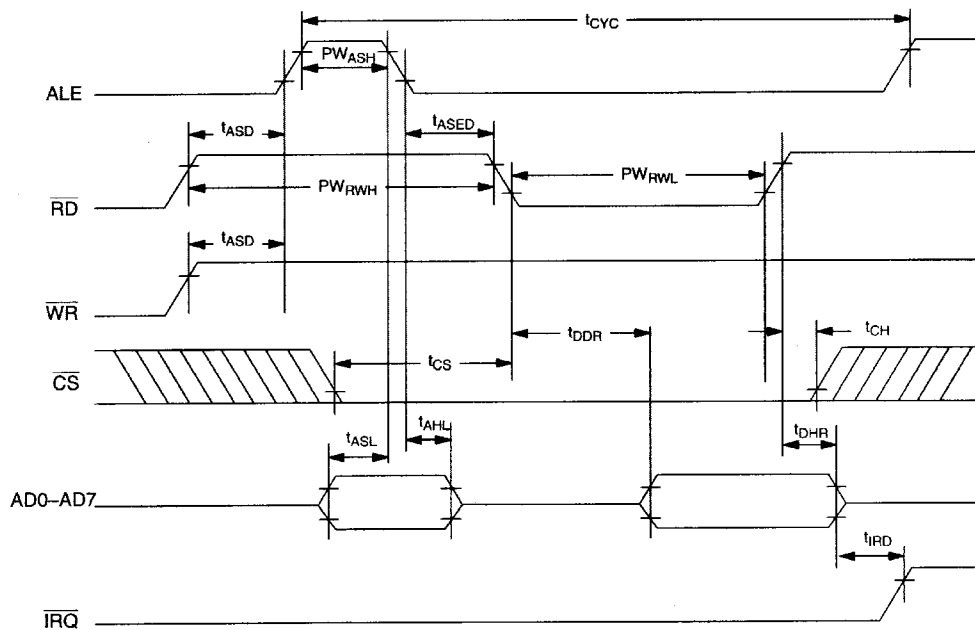 tCYC
PWASH
ALE
tASD
tASED
PWRWH
PWRWL
RD
tASD
WR
tDDR
tCH
tCS
CS
tASL
tAHL
tDHR
AD0–AD7
tIRD
IRQ